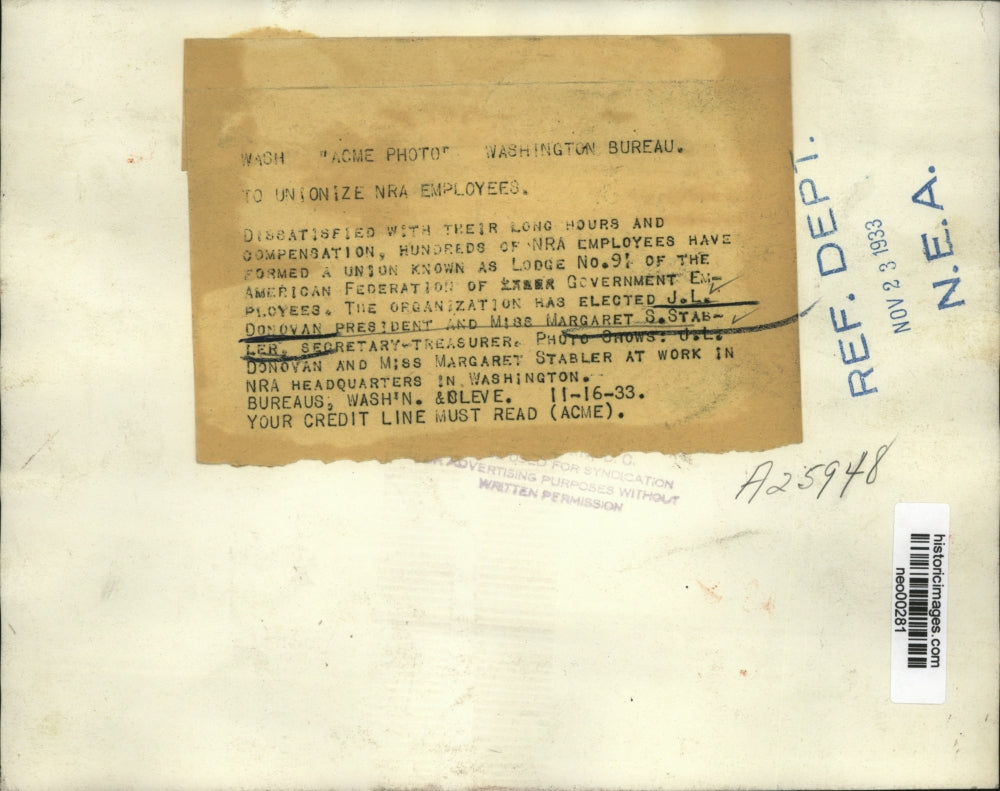 WASH "ACME PHOTO" WASHINGTON BUREAU.
TO UNIONIZE NRA EMPLOYEES.
DISSATISFIED WITH THEIR LONG HOURS AND
COMPENSATION, HUNDREDS OF NRA EMPLOYEES HAVE
FORMED A UNION KNOWN AS LODGE NO.91 OF THE
AMERICAN FEDERATION OF LABER GOVERNMENT EM-
PLOYEES. THE ORGANIZATION HAS ELECTED J.L.
DONOVAN PRESIDENT AND MISS MARGARET S.STAB-
LER, SECRETARY-TREASURER. PHOTO SHOWS: J.L.
DONOVAN AND MISS MARGARET STABLER AT WORK IN
NRA HEADQUARTERS IN WASHINGTON.
BUREAUS, WASH'N. &CLEVE. 11-16-33.
YOUR CREDIT LINE MUST READ (ACME).
D C.
USED FOR SYNDICATION
ADVERTISING PURPOSES WITHOUT
WRITTEN PERMISSION
REF. DEPT.
NOV 23 1933
N.E.A.
A25948
historicimages.com
neo00281